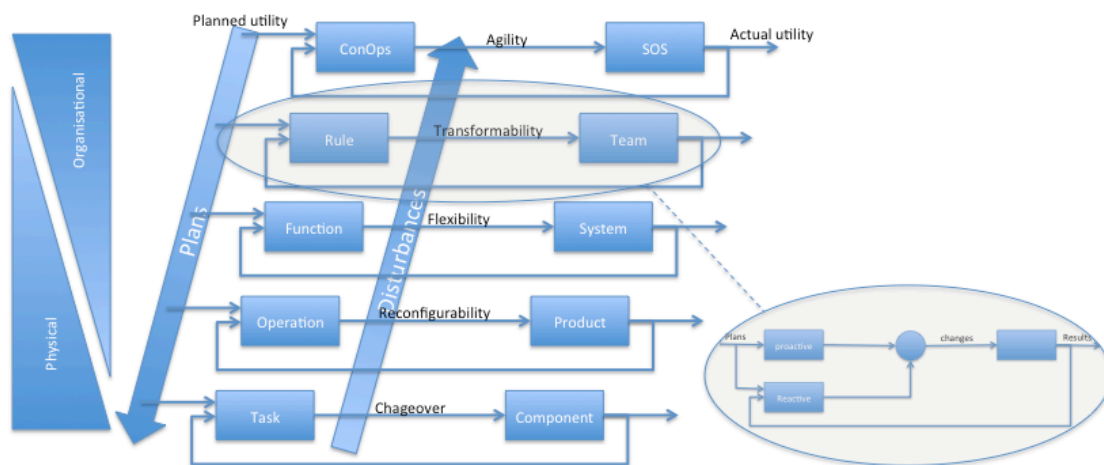 Planned utility
ConOps
Agility
SOS
Actual utility
Organisational
Rule
Transformability
Team
Plans
Disturbances
Function
Flexibility
System
Physical
Operation
Reconfigurability
Product
Task
Chageover
Component
Plans
proactive
changes
Results
Reactive